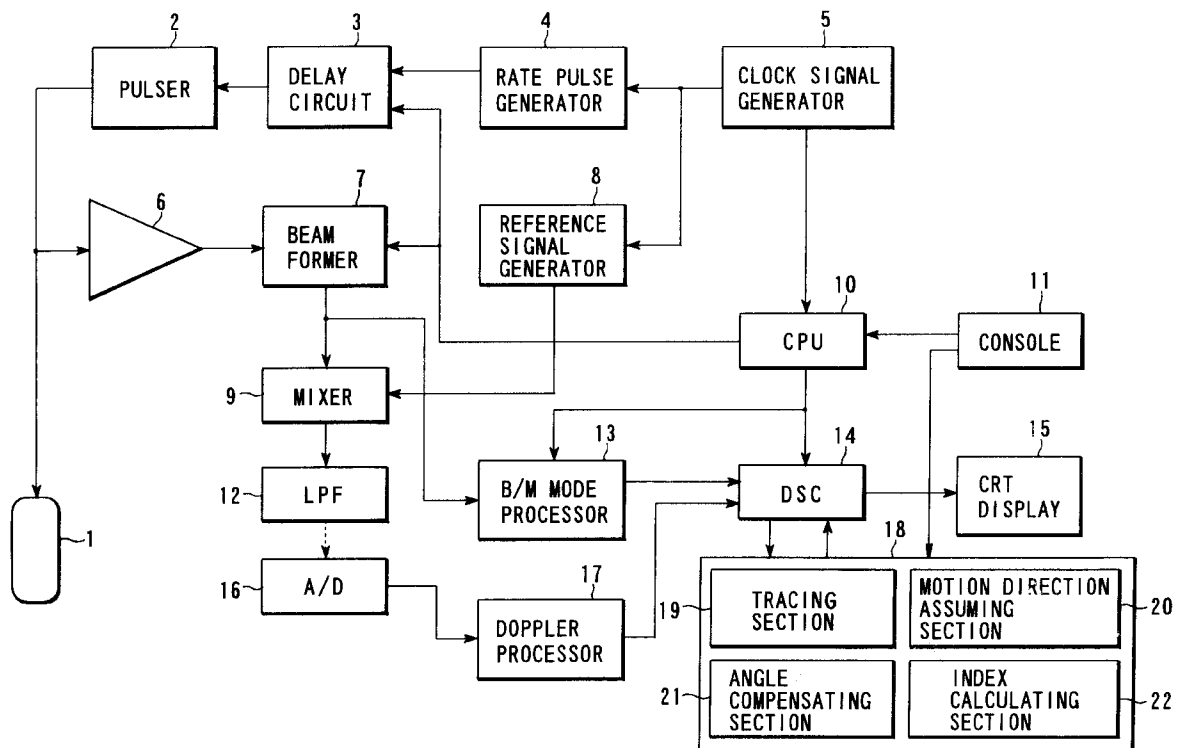 2
3
4
5
PULSER
DELAY
CIRCUIT
RATE PULSE
GENERATOR
CLOCK SIGNAL
GENERATOR
6
7
8
BEAM
FORMER
REFERENCE
SIGNAL
GENERATOR
10
11
CPU
CONSOLE
9
MIXER
13
14
15
12
LPF
B/M MODE
PROCESSOR
DSC
CRT
DISPLAY
1
18
16
A/D
17
DOPPLER
PROCESSOR
19
TRACING
SECTION
MOTION DIRECTION
ASSUMING
SECTION
20
21
ANGLE
COMPENSATING
SECTION
INDEX
CALCULATING
SECTION
22